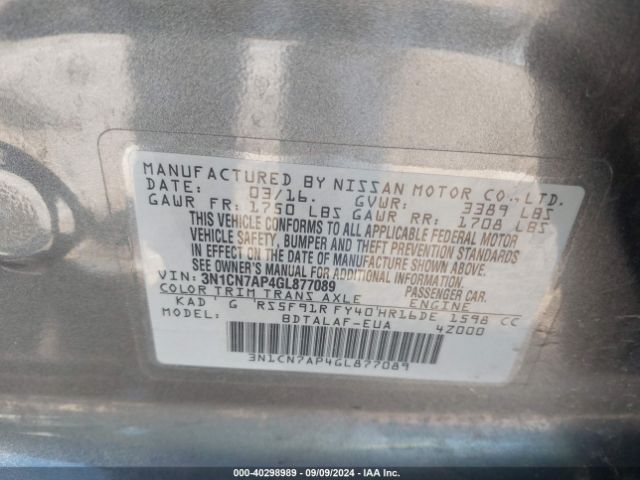 MANUFACTURED BY NISSAN MOTOR CO., LTD.
DATE: 03/16. GVWR: 3389 LBS
GAWR FR: 1750 LBS GAWR RR: 1708 LBS
THIS VEHICLE CONFORMS TO ALL APPLICABLE FEDERAL MOTOR
VEHICLE SAFETY, BUMPER AND THEFT PREVENTION STANDARDS
IN EFFECT ON THE DATE OF MANUFACTURE SHOWN ABOVE.
SEE OWNER'S MANUAL FOR ADDITIONAL INFORMATION.
VIN: 3N1CN7AP4GL877089 PASSENGER CAR.
COLOR TRIM TRANS AXLE ENGINE
KAD G RS5F91R FY40 HR16DE 1598 CC
MODEL: BDTALAF-EUA 4Z000
3N1CN7AP4GL877089
000-40298989 - 09/09/2024 - IAA Inc.